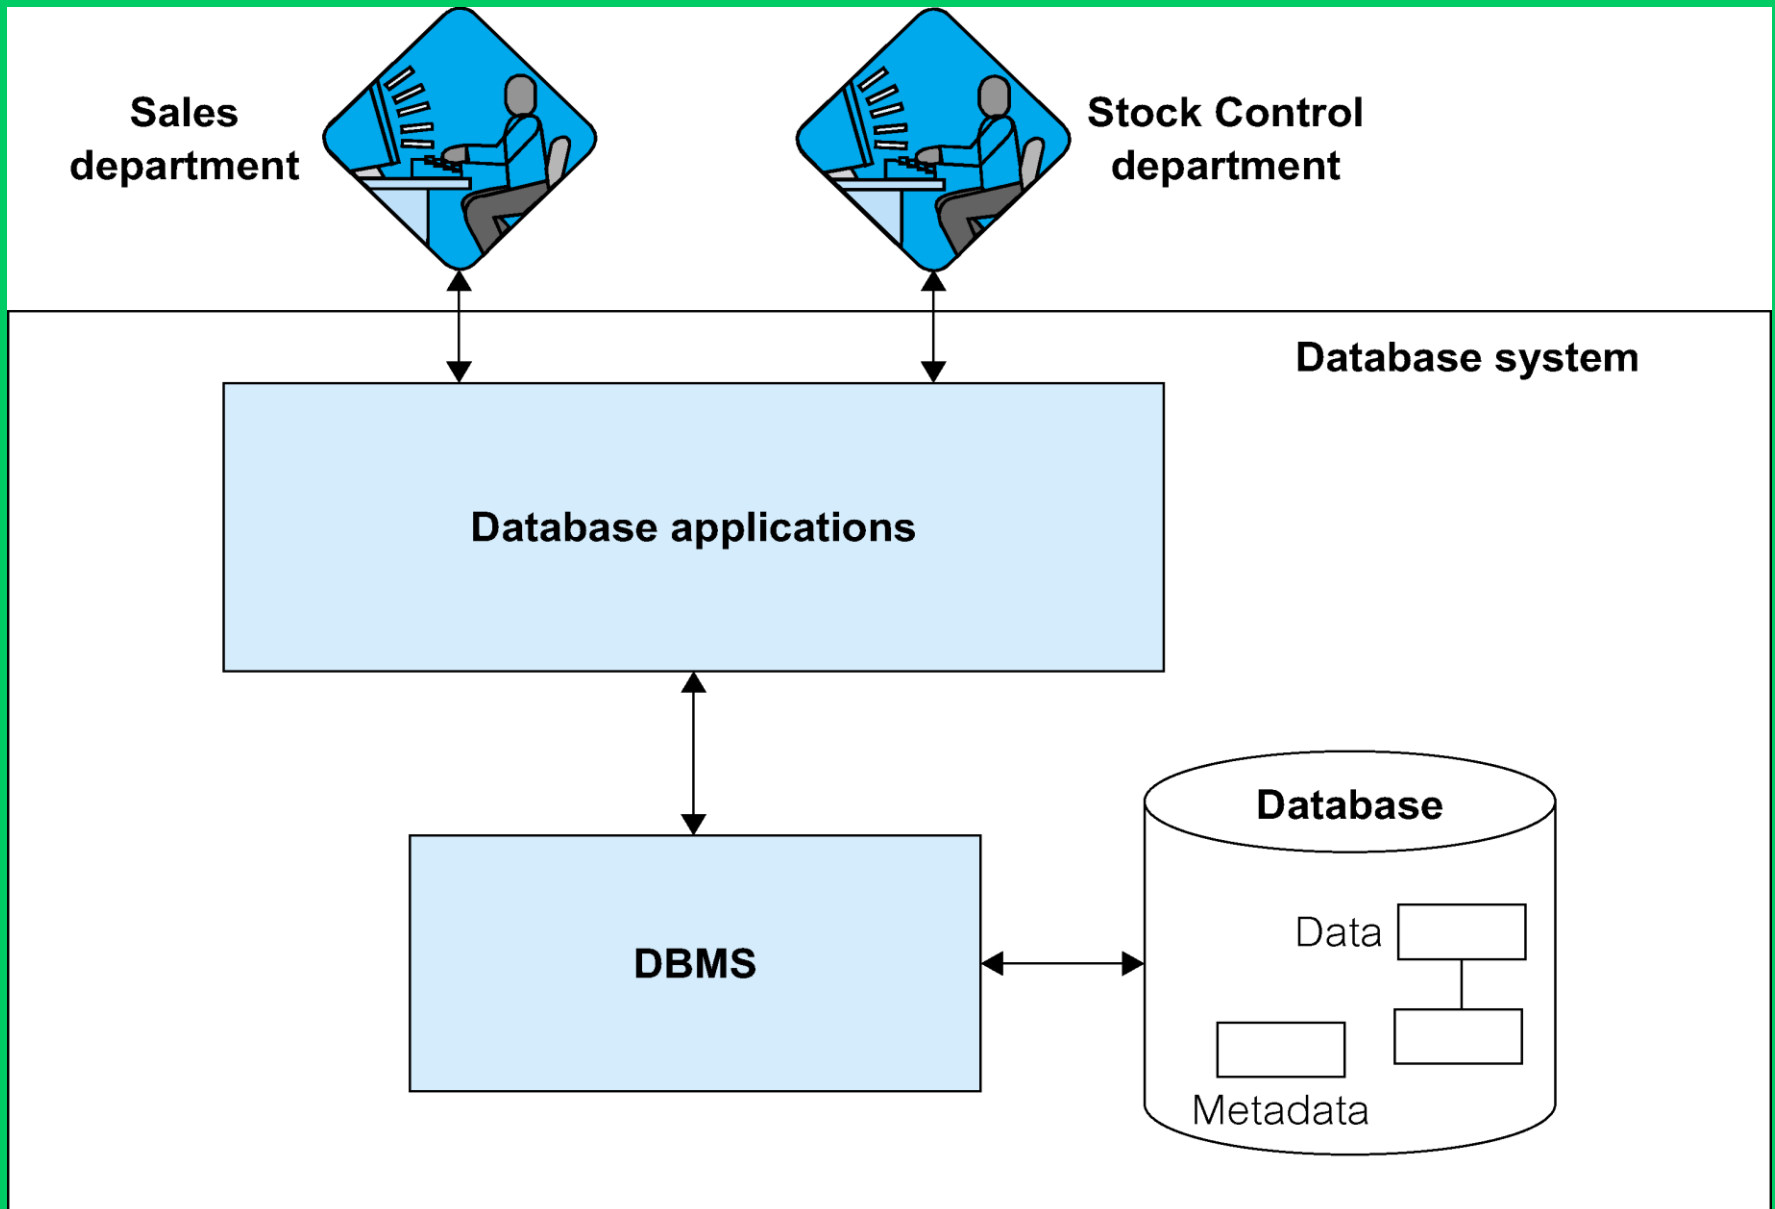 Sales
department
Stock Control
department
Database system
Database applications
Database
Data
DBMS
Metadata